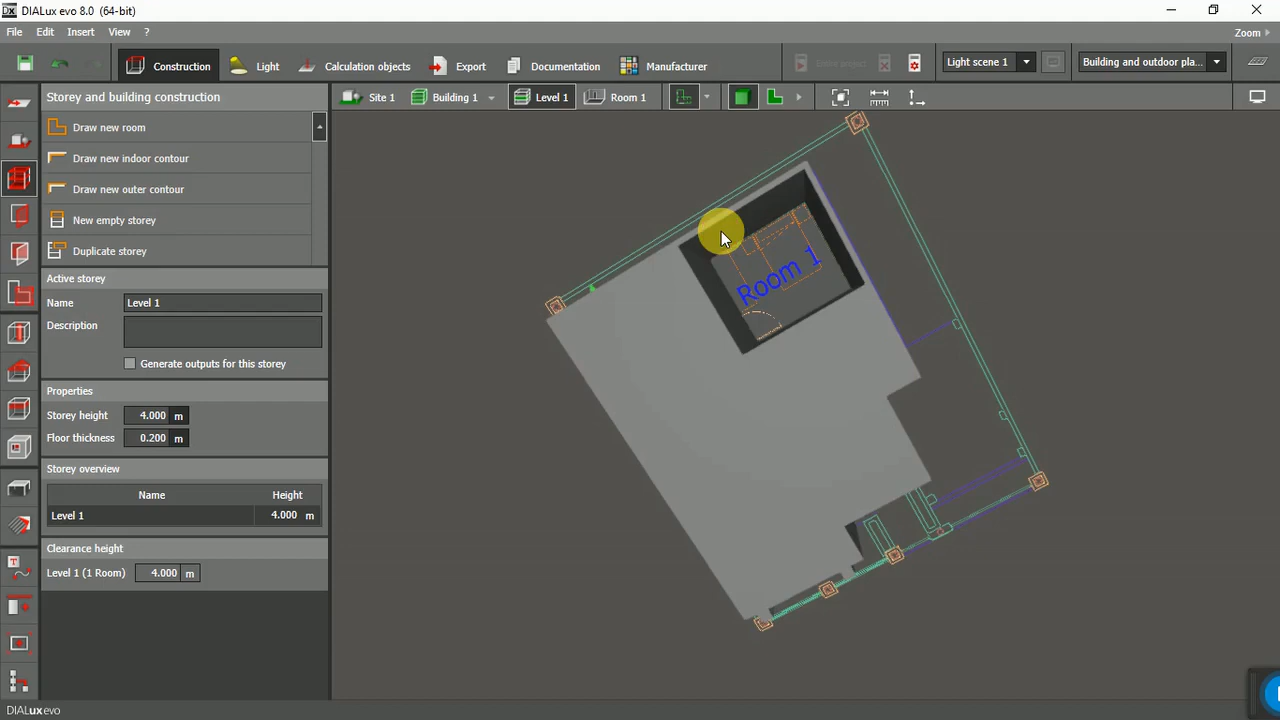 DIALux evo 8.0 (64-bit)
File Edit Insert View ?
Zoom
Construction Light Calculation objects Export Documentation Manufacturer
Light scene 1
Building and outdoor pla...
Storey and building construction
Site 1 Building 1 Level 1 Room 1
Draw new room
Draw new indoor contour
Draw new outer contour
New empty storey
Duplicate storey
Active storey
Name Level 1
Description
Generate outputs for this storey
Properties
Storey height 4.000 m
Floor thickness 0.200 m
Storey overview
Name Height
Level 1 4.000 m
Clearance height
Level 1 (1 Room) 4.000 m
Room 1
DIALux evo